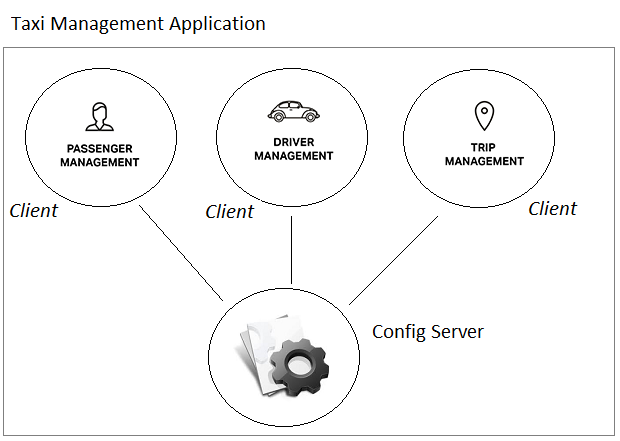 Taxi Management Application
PASSENGER
MANAGEMENT
DRIVER
MANAGEMENT
TRIP
MANAGEMENT
Client
Client
Client
Config Server